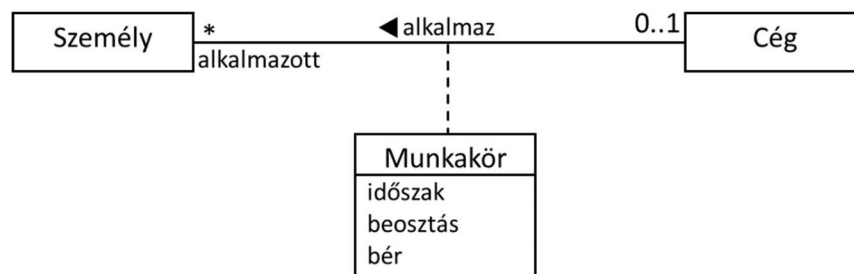 Személy
*
◀ alkalmaz
0..1
Cég
alkalmazott
Munkakör
időszak
beosztás
bér